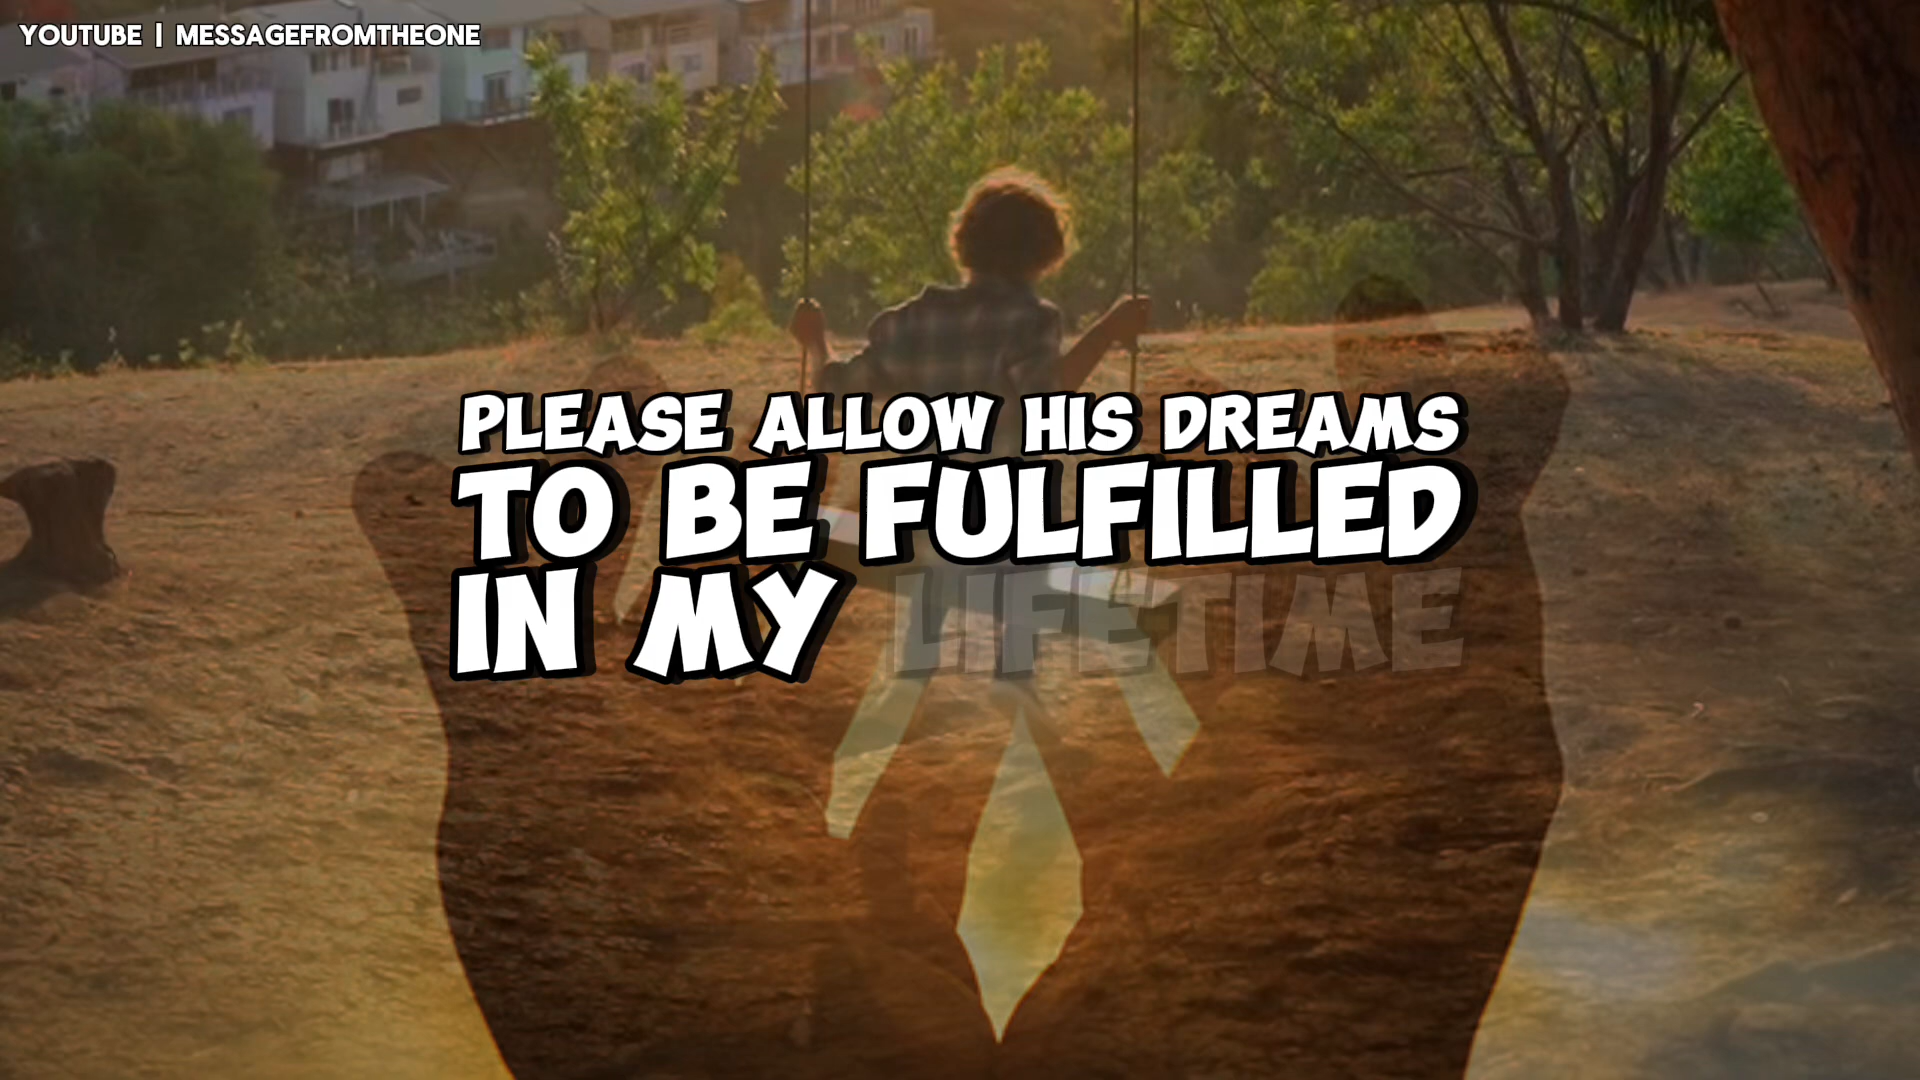 YOUTUBE | MESSAGEFROMTHEONE
PLEASE ALLOW HIS DREAMS
TO BE FULFILLED
IN MY LIFETIME